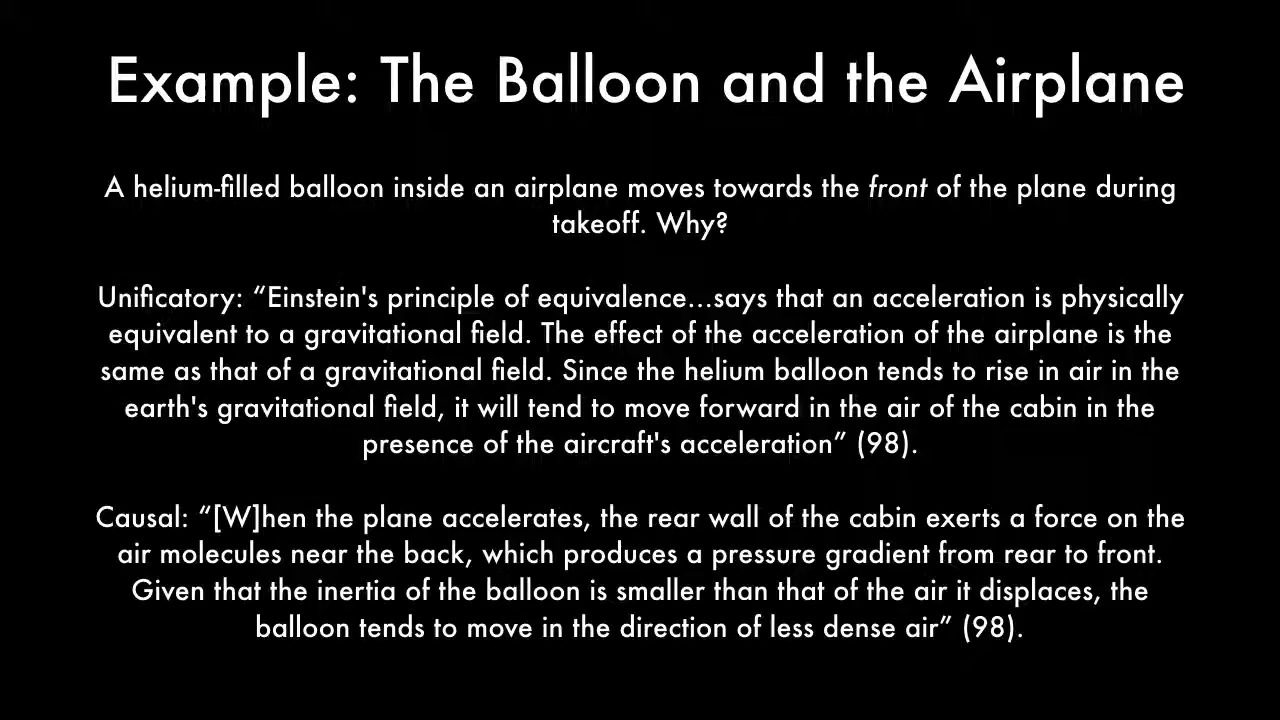 Example: The Balloon and the Airplane
A helium-filled balloon inside an airplane moves towards the front of the plane during
takeoff. Why?
Unificatory: “Einstein's principle of equivalence...says that an acceleration is physically
equivalent to a gravitational field. The effect of the acceleration of the airplane is the
same as that of a gravitational field. Since the helium balloon tends to rise in air in the
earth's gravitational field, it will tend to move forward in the air of the cabin in the
presence of the aircraft's acceleration” (98).
Causal: “[W]hen the plane accelerates, the rear wall of the cabin exerts a force on the
air molecules near the back, which produces a pressure gradient from rear to front.
Given that the inertia of the balloon is smaller than that of the air it displaces, the
balloon tends to move in the direction of less dense air” (98).